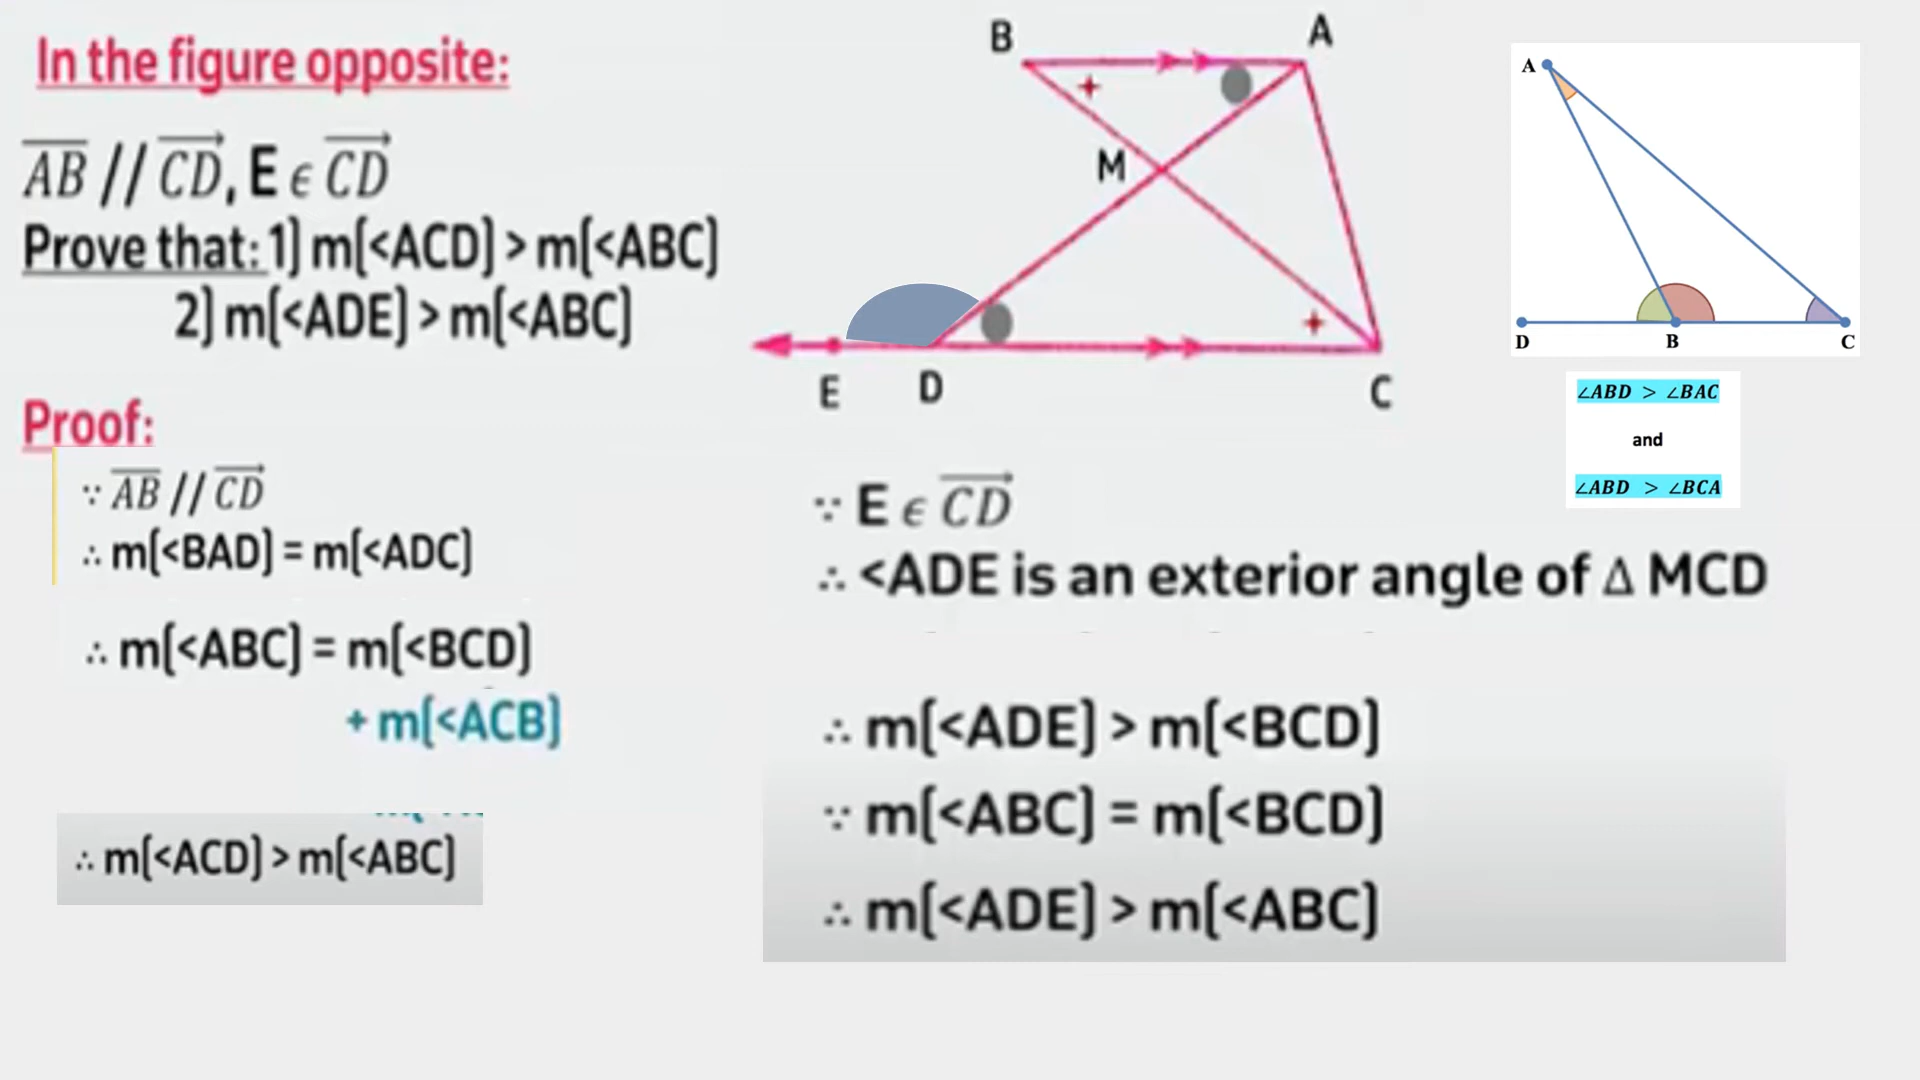 In the figure opposite:
AB // CD, E ϵ CD
Prove that: 1) m(<ACD) > m(<ABC)
2) m(<ADE) > m(<ABC)
Proof:
∵ AB // CD
∴ m(<BAD) = m(<ADC)
∴ m(<ABC) = m(<BCD)
+ m(<ACB)
∴ m(<ACD) > m(<ABC)
B
A
M
E
D
C
∵ E ϵ CD
∴ <ADE is an exterior angle of Δ MCD
∴ m(<ADE) > m(<BCD)
∵ m(<ABC) = m(<BCD)
∴ m(<ADE) > m(<ABC)
A
D
B
C
∠ABD > ∠BAC
and
∠ABD > ∠BCA